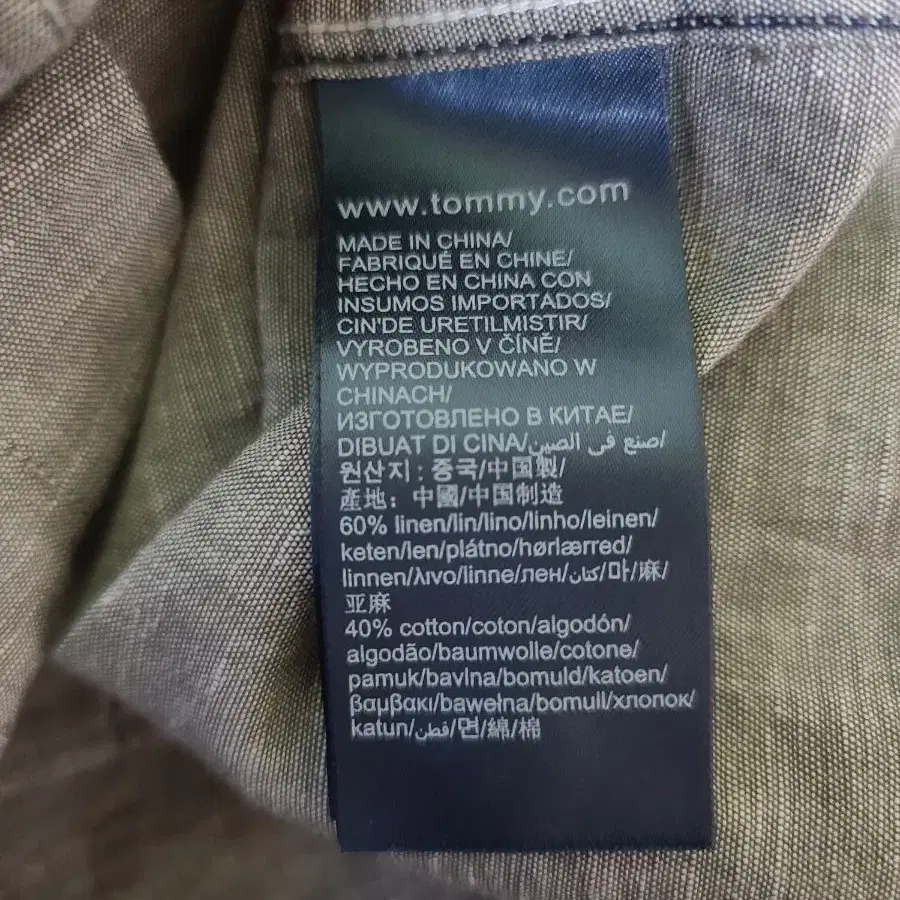 www.tommy.com
MADE IN CHINA/
FABRIQUÉ EN CHINE/
HECHO EN CHINA CON
INSUMOS IMPORTADOS/
CIN'DE URETILMISTIR/
VYROBENO V ČÍNĚ/
WYPRODUKOWANO W
CHINACH/
ИЗГОТОВЛЕНО В КИТАЕ/
DIBUAT DI CINA/صنع في الصين/
원산지 : 중국/中国製/
產地: 中國/中国制造
60% linen/lin/lino/linho/leinen/
keten/len/plátno/hørlærred/
linnen/λινο/linne/лен/كتان/마/麻/
亚麻
40% cotton/coton/algodón/
algodão/baumwolle/cotone/
pamuk/bavlna/bomuld/katoen/
βαμβακι/bawełna/bomull/хлопок/
katun/قطن/면/綿/棉